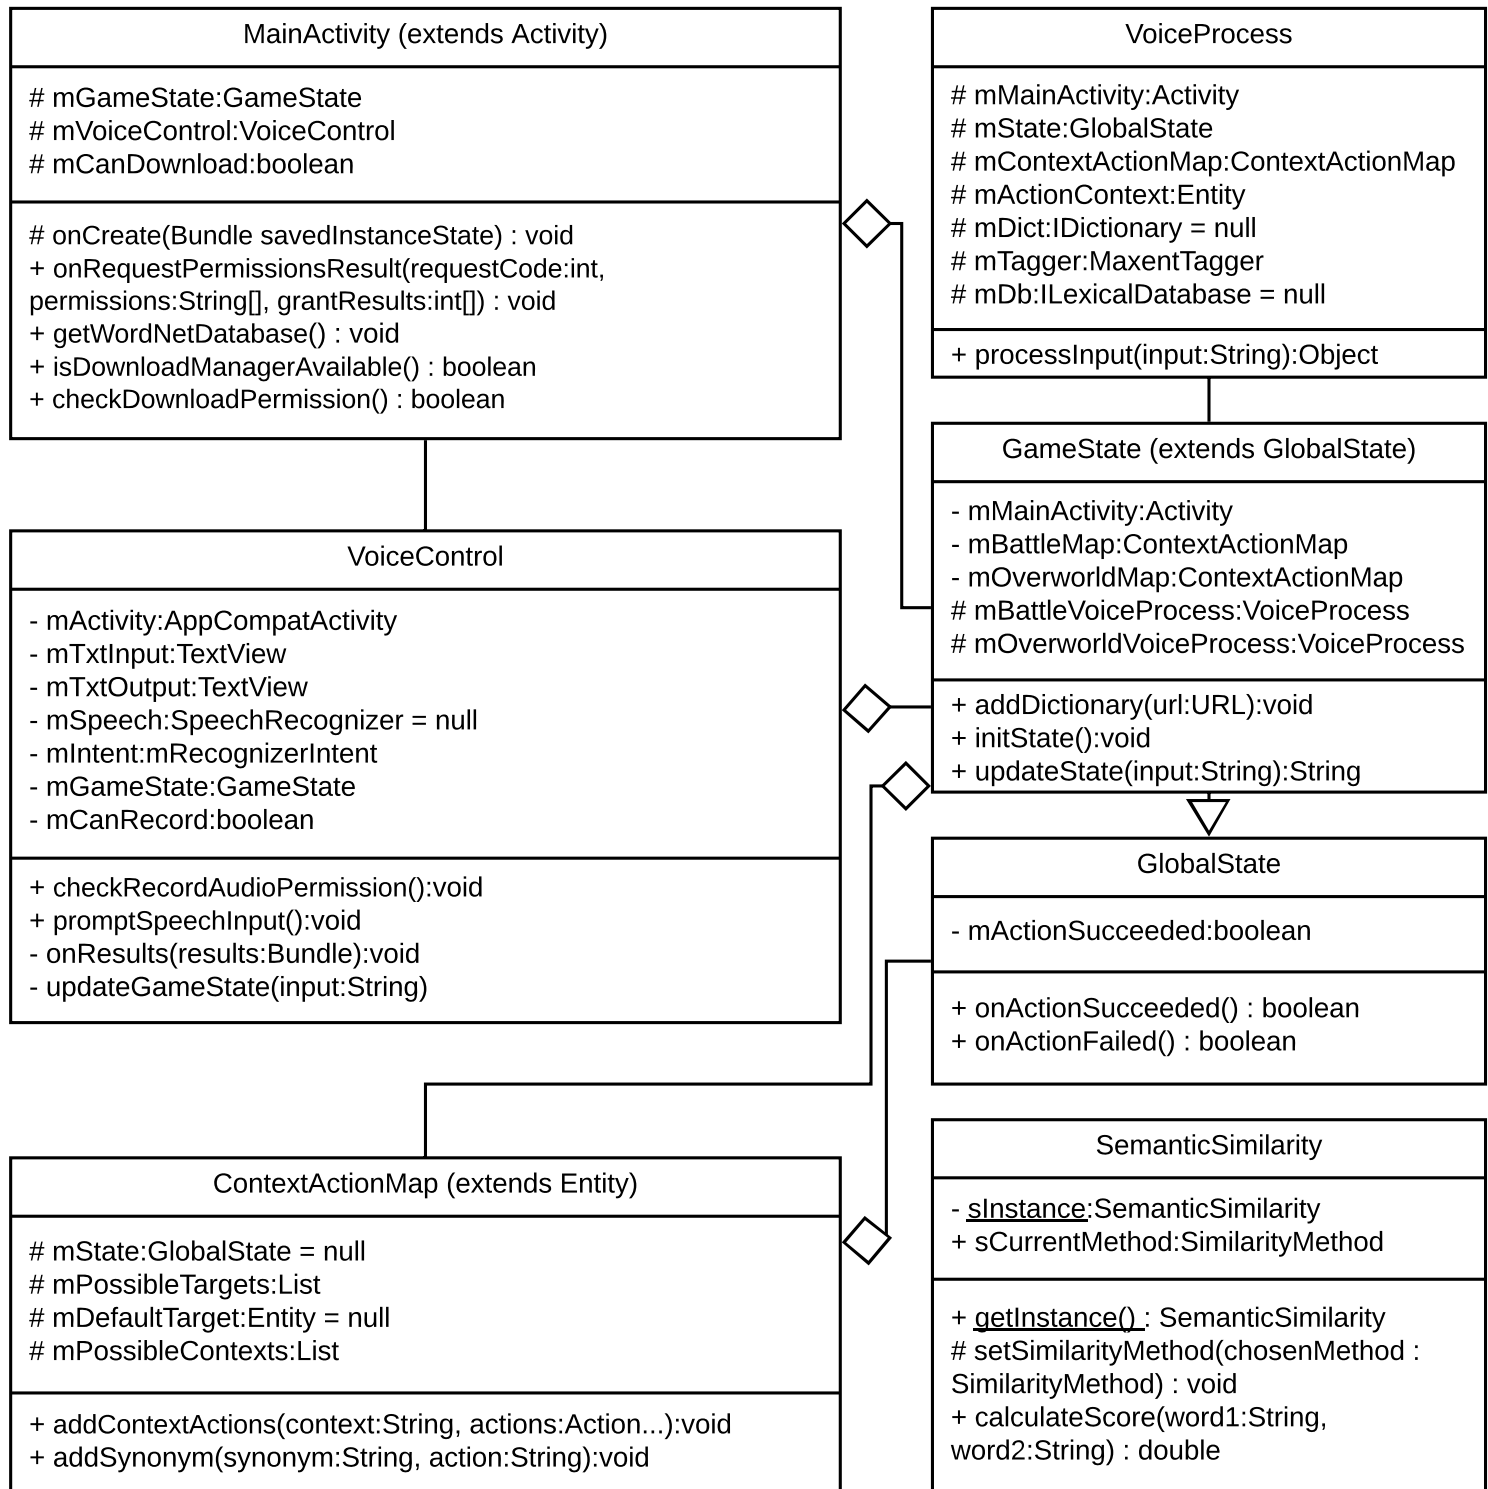 MainActivity (extends Activity)
# mGameState:GameState
# mVoiceControl:VoiceControl
# mCanDownload:boolean
# onCreate(Bundle savedInstanceState) : void
+ onRequestPermissionsResult(requestCode:int,
permissions:String[], grantResults:int[]) : void
+ getWordNetDatabase() : void
+ isDownloadManagerAvailable() : boolean
+ checkDownloadPermission() : boolean
VoiceControl
- mActivity:AppCompatActivity
- mTxtInput:TextView
- mTxtOutput:TextView
- mSpeech:SpeechRecognizer = null
- mIntent:mRecognizerIntent
- mGameState:GameState
- mCanRecord:boolean
+ checkRecordAudioPermission():void
+ promptSpeechInput():void
- onResults(results:Bundle):void
- updateGameState(input:String)
ContextActionMap (extends Entity)
# mState:GlobalState = null
# mPossibleTargets:List
# mDefaultTarget:Entity = null
# mPossibleContexts:List
+ addContextActions(context:String, actions:Action...):void
+ addSynonym(synonym:String, action:String):void
VoiceProcess
# mMainActivity:Activity
# mState:GlobalState
# mContextActionMap:ContextActionMap
# mActionContext:Entity
# mDict:IDictionary = null
# mTagger:MaxentTagger
# mDb:ILexicalDatabase = null
+ processInput(input:String):Object
GameState (extends GlobalState)
- mMainActivity:Activity
- mBattleMap:ContextActionMap
- mOverworldMap:ContextActionMap
# mBattleVoiceProcess:VoiceProcess
# mOverworldVoiceProcess:VoiceProcess
+ addDictionary(url:URL):void
+ initState():void
+ updateState(input:String):String
GlobalState
- mActionSucceeded:boolean
+ onActionSucceeded() : boolean
+ onActionFailed() : boolean
SemanticSimilarity
- sInstance:SemanticSimilarity
+ sCurrentMethod:SimilarityMethod
+ getInstance() : SemanticSimilarity
# setSimilarityMethod(chosenMethod :
SimilarityMethod) : void
+ calculateScore(word1:String,
word2:String) : double